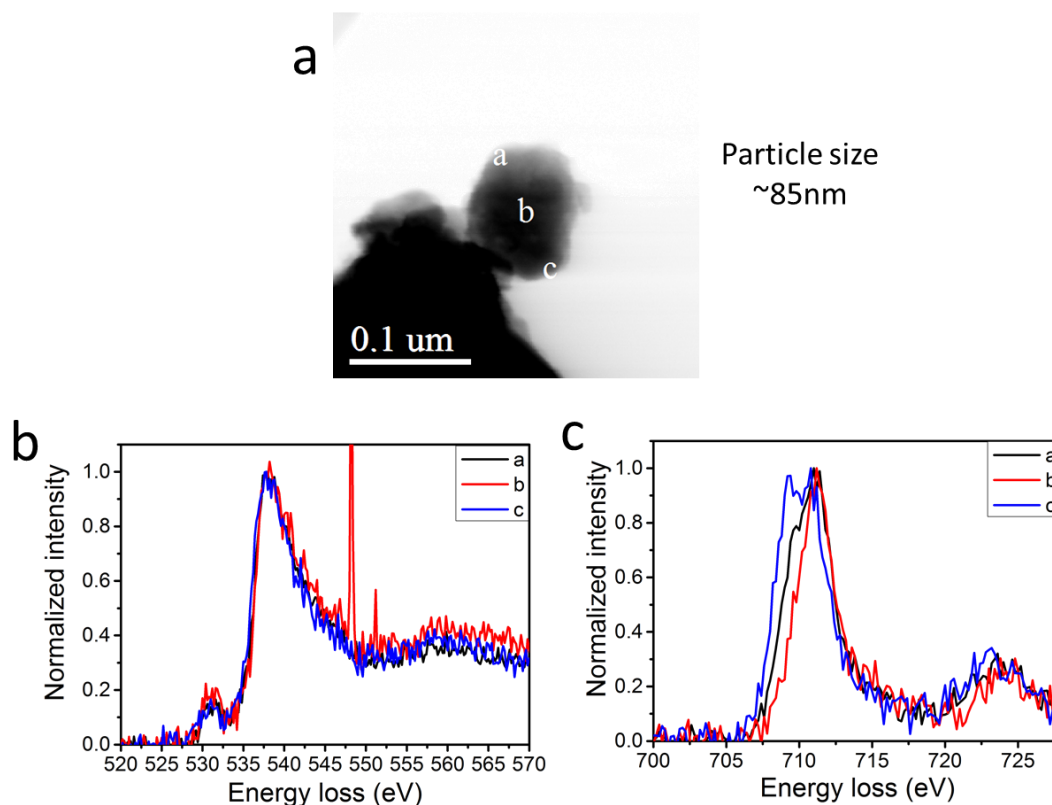 a
Particle size
~85nm
a
b
c
0.1 um
b
Normalized intensity
1.0
0.8
0.6
0.4
0.2
0.0
520 525 530 535 540 545 550 555 560 565 570
Energy loss (eV)
a
b
c
c
Normalized intensity
1.0
0.8
0.6
0.4
0.2
0.0
700 705 710 715 720 725
Energy loss (eV)
a
b
c